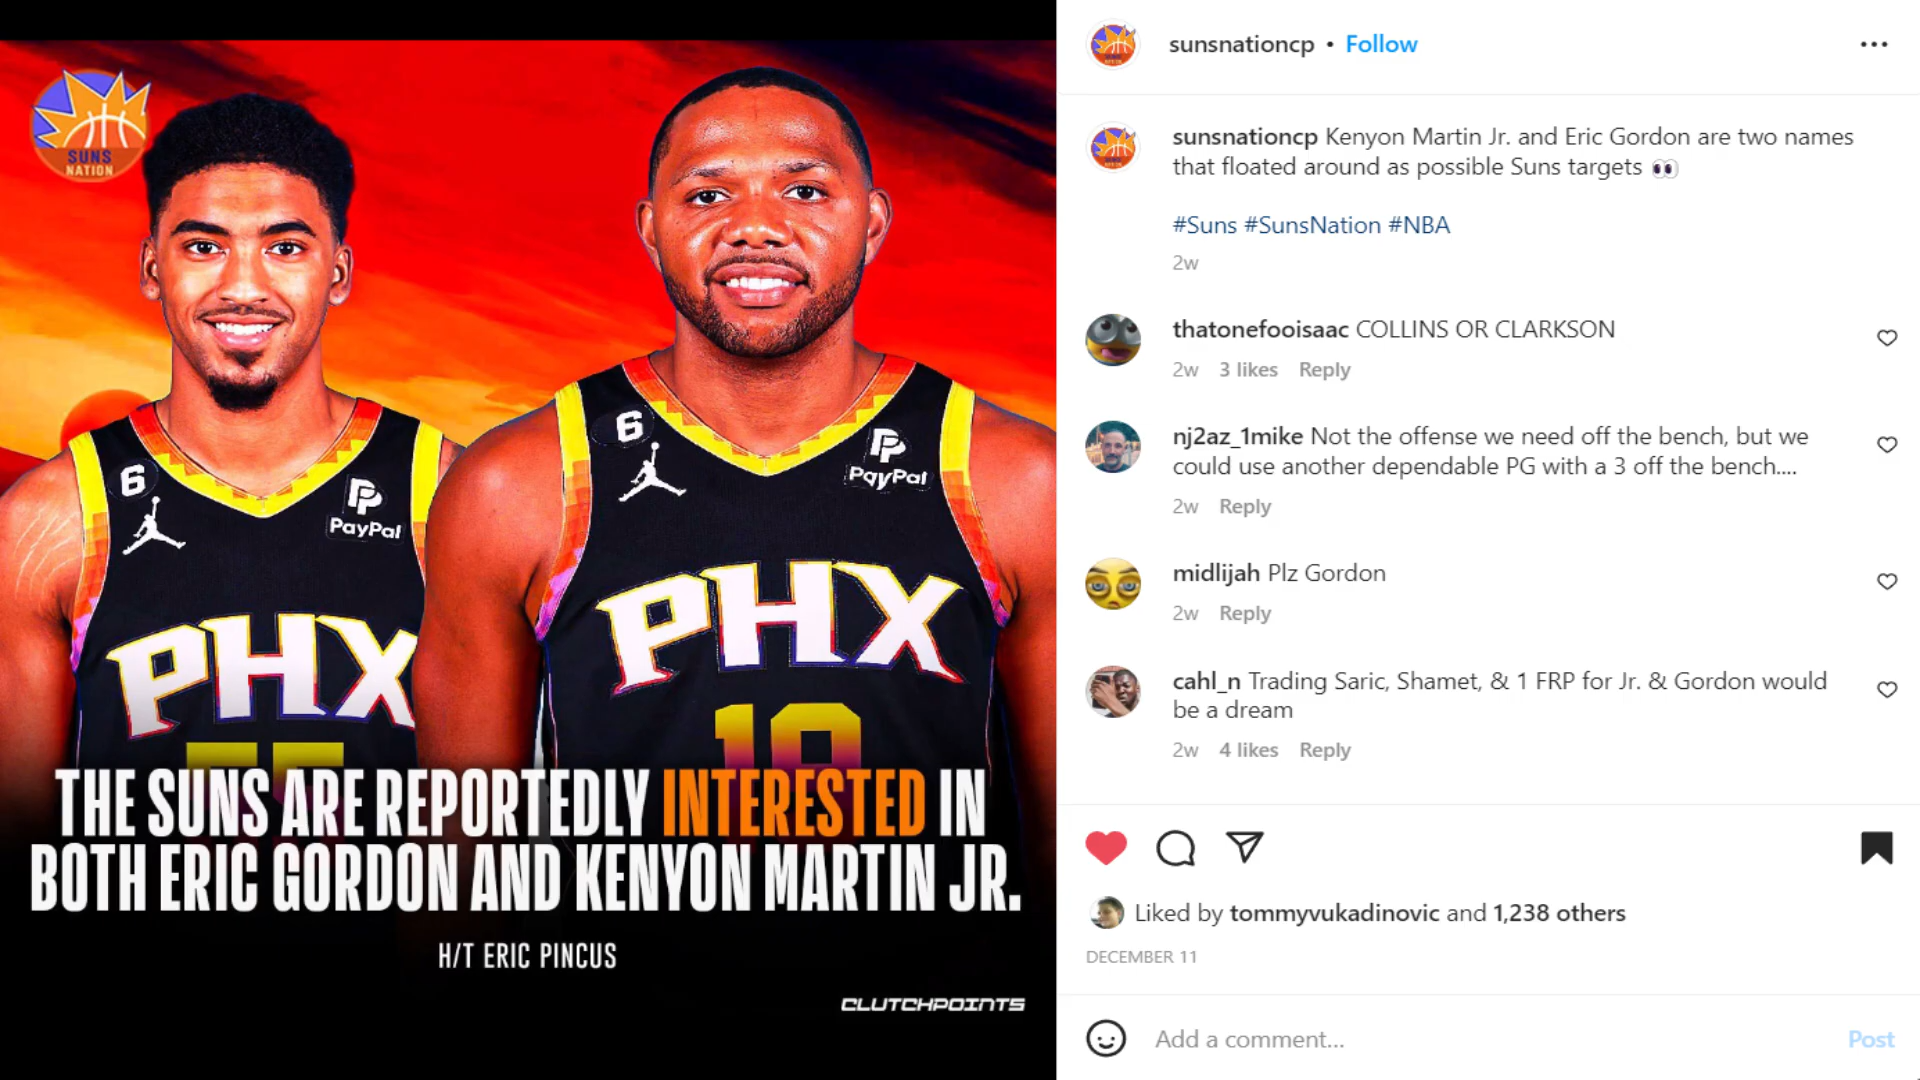 SUNS
NATION
6
PayPal
PHX
55
6
PayPal
PHX
10
THE SUNS ARE REPORTEDLY INTERESTED IN
BOTH ERIC GORDON AND KENYON MARTIN JR.
H/T ERIC PINCUS
CLUTCHPOINTS
sunsnationcp • Follow
sunsnationcp Kenyon Martin Jr. and Eric Gordon are two names
that floated around as possible Suns targets 👀
#Suns #SunsNation #NBA
2w
thatonefooisaac COLLINS OR CLARKSON
2w 3 likes Reply
nj2az_1mike Not the offense we need off the bench, but we
could use another dependable PG with a 3 off the bench....
2w Reply
midlijah Plz Gordon
2w Reply
cahl_n Trading Saric, Shamet, & 1 FRP for Jr. & Gordon would
be a dream
2w 4 likes Reply
Liked by tommyvukadinovic and 1,238 others
DECEMBER 11
Add a comment...
Post